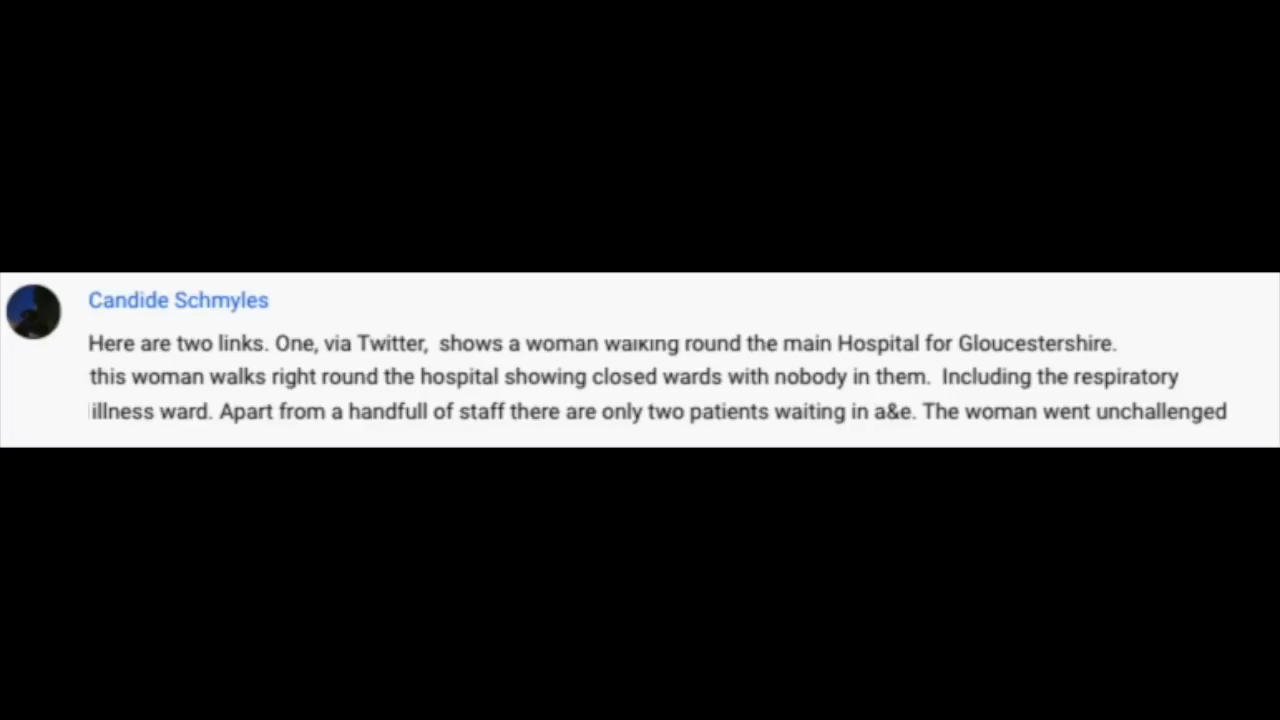 Candide Schmyles
Here are two links. One, via Twitter, shows a woman walking round the main Hospital for Gloucestershire.
this woman walks right round the hospital showing closed wards with nobody in them. Including the respiratory
illness ward. Apart from a handfull of staff there are only two patients waiting in a&e. The woman went unchallenged